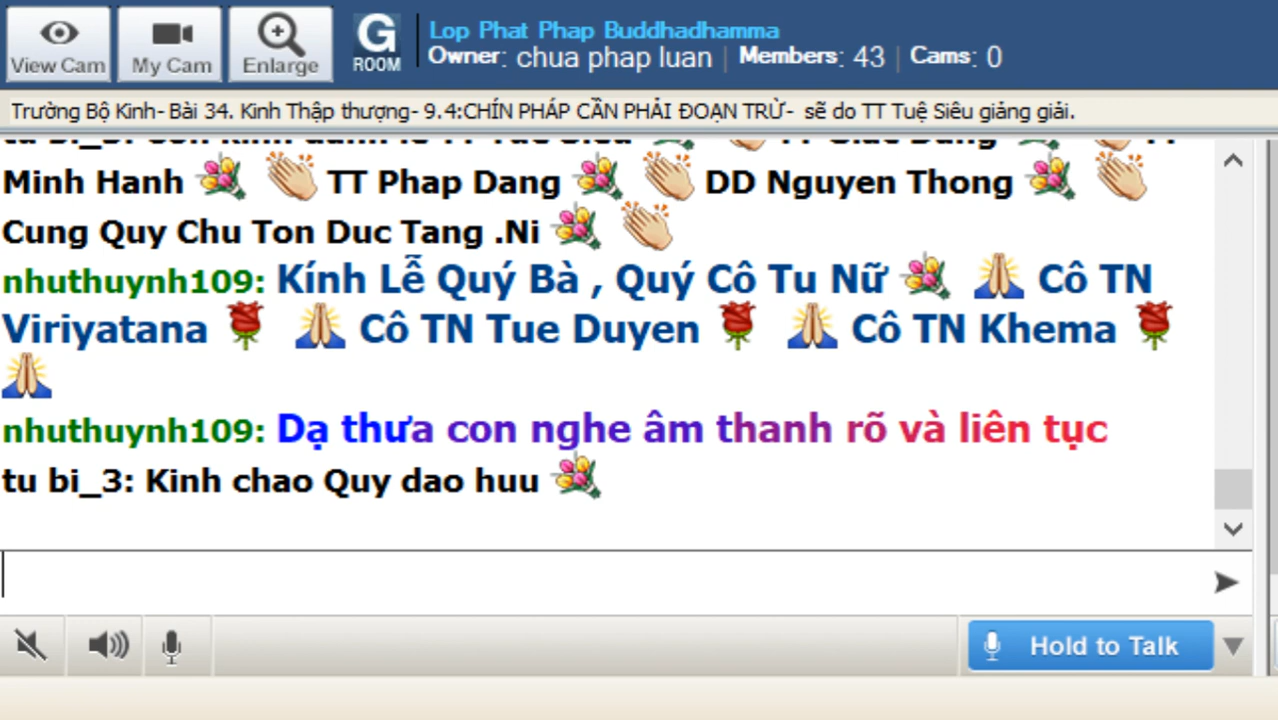 Lop Phat Phap Buddhadhamma
Owner: chua phap luan | Members: 43 | Cams: 0
View Cam
My Cam
Enlarge
G
ROOM
Trường Bộ Kinh- Bài 34. Kinh Thập thượng- 9.4:CHÍN PHÁP CẦN PHẢI ĐOẠN TRỪ- sẽ do TT Tuệ Siêu giảng giải.
Minh Hanh TT Phap Dang DD Nguyen Thong
Cung Quy Chu Ton Duc Tang .Ni
nhuthuynh109: Kính Lễ Quý Bà , Quý Cô Tu Nữ Cô TN
Viriyatana Cô TN Tue Duyen Cô TN Khema
nhuthuynh109: Dạ thưa con nghe âm thanh rõ và liên tục
tu bi_3: Kinh chao Quy dao huu
Hold to Talk